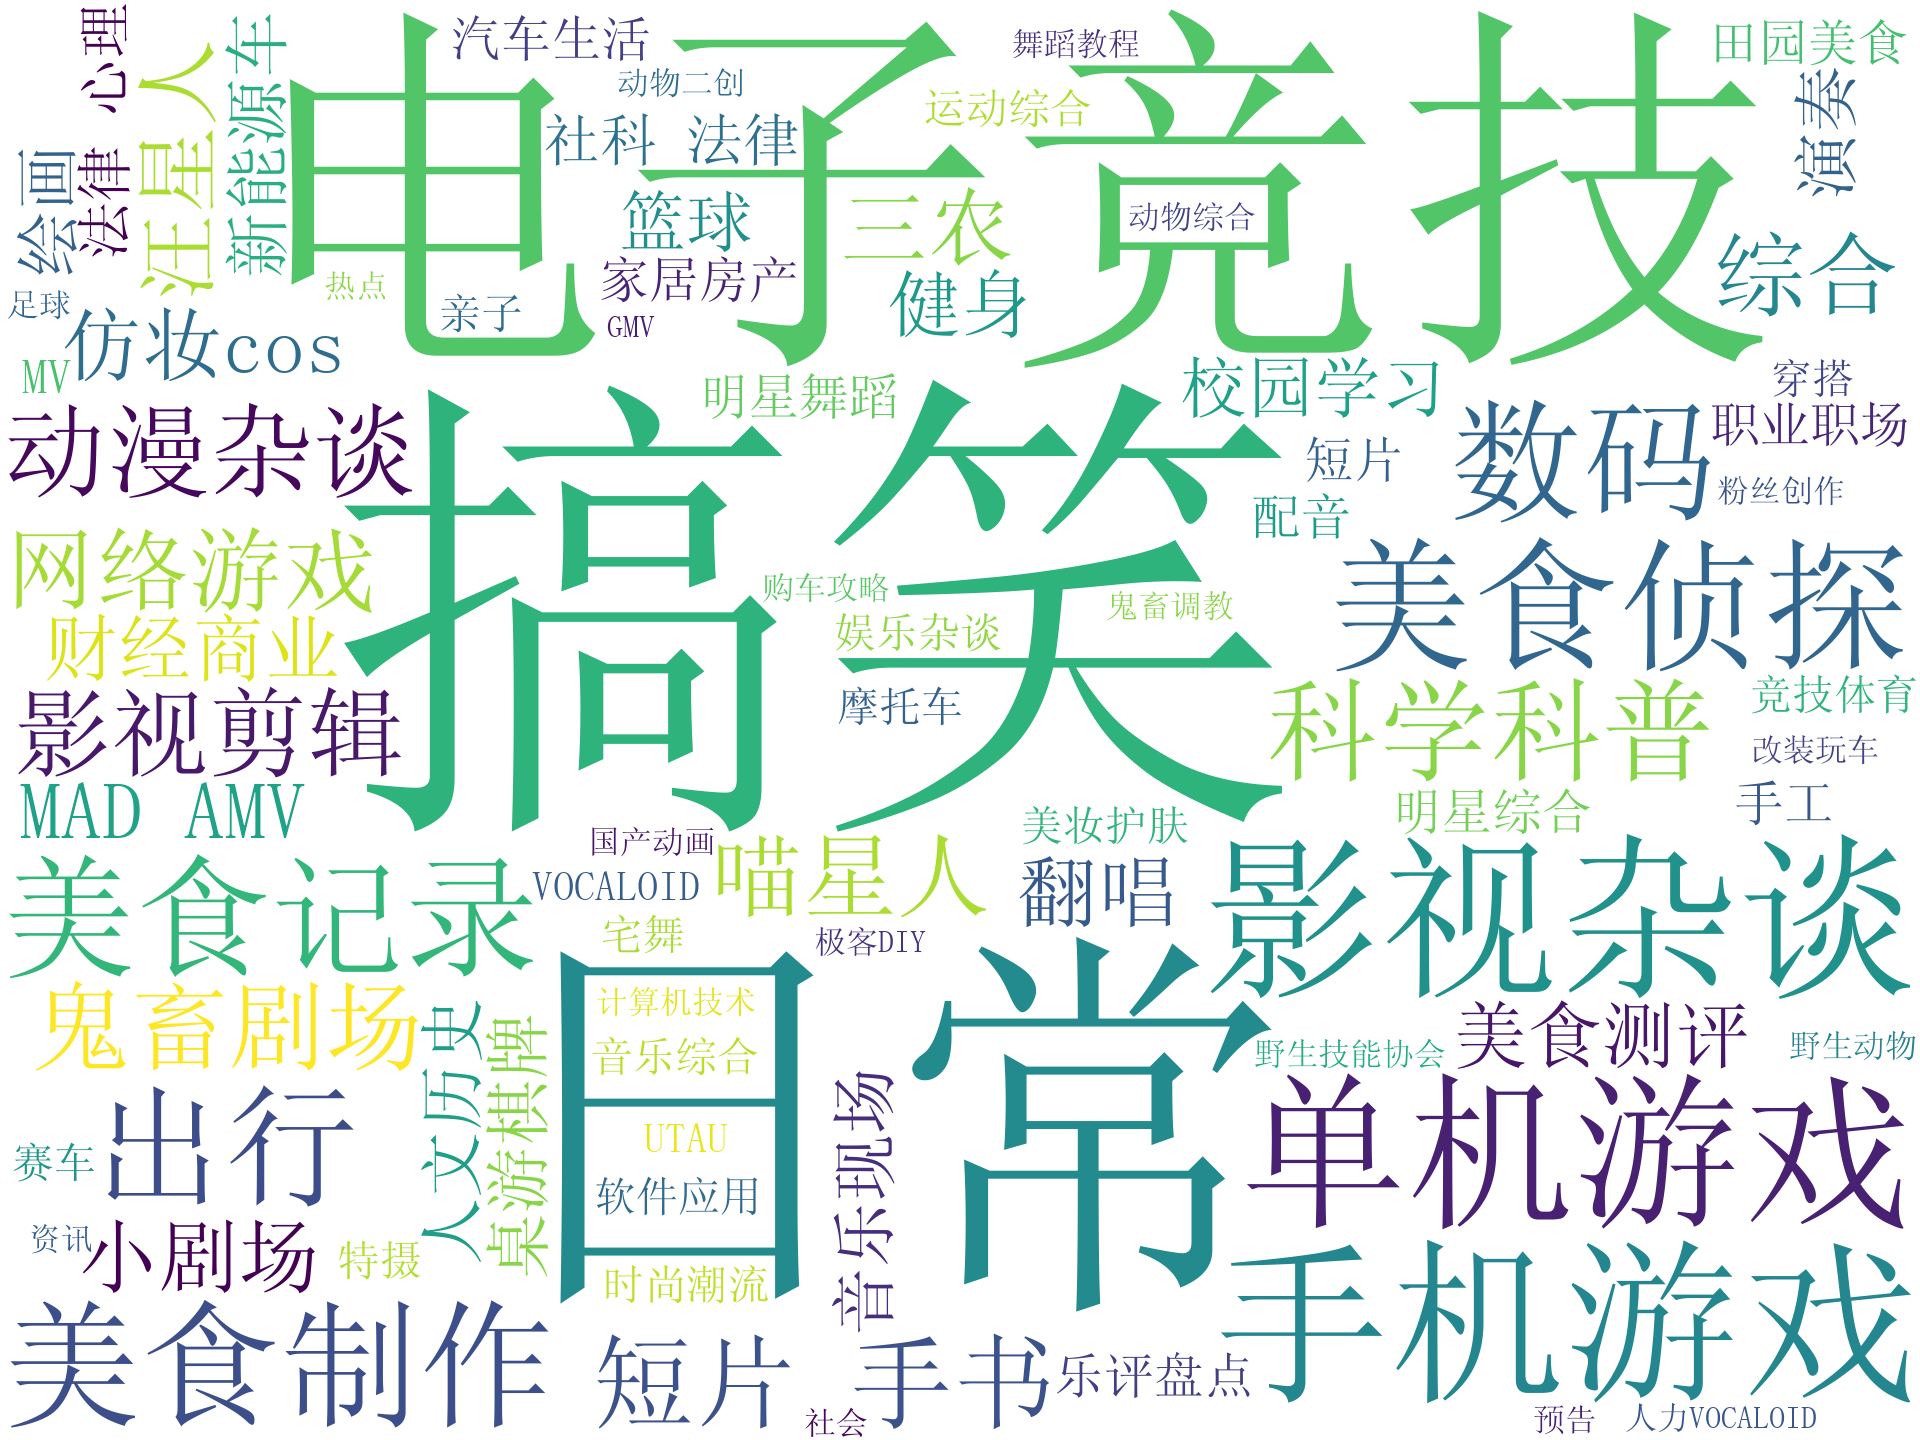 电子竞技
搞笑
日常
心理
法律
汪星人
新能源车
绘画
汽车生活
动物二创
社科 法律
篮球
家居房产
GMV
热点
亲子
足球
仿妆cos
MV
舞蹈教程
运动综合
三农
动物综合
健身
田园美食
演奏
综合
动漫杂谈
明星舞蹈
校园学习
短片
配音
数码
穿搭
职业职场
粉丝创作
网络游戏
财经商业
影视剪辑
MAD AMV
购车攻略
鬼畜调教
娱乐杂谈
摩托车
美食侦探
科学科普
竞技体育
改装玩车
手工
明星综合
美妆护肤
国产动画
喵星人
翻唱
VOCALOID
宅舞
极客DIY
影视杂谈
美食记录
鬼畜剧场
人文历史
桌游棋牌
计算机技术
音乐综合
UTAU
软件应用
时尚潮流
音乐现场
野生技能协会
美食测评
野生动物
单机游戏
手机游戏
出行
赛车
资讯
小剧场
特摄
美食制作
短片 手书
乐评盘点
社会
预告
人力VOCALOID